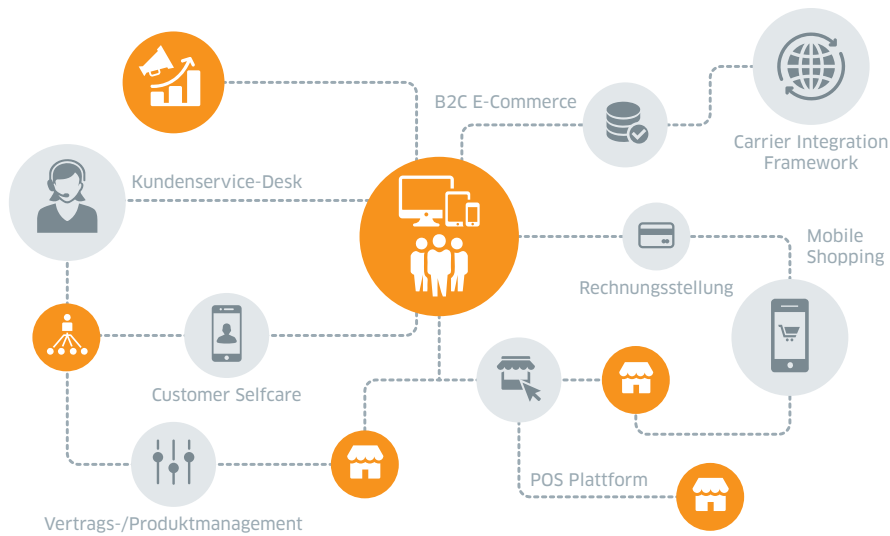 B2C E-Commerce
Carrier Integration
Framework
Kundenservice-Desk
Mobile
Shopping
Rechnungsstellung
Customer Selfcare
POS Plattform
Vertrags-/Produktmanagement